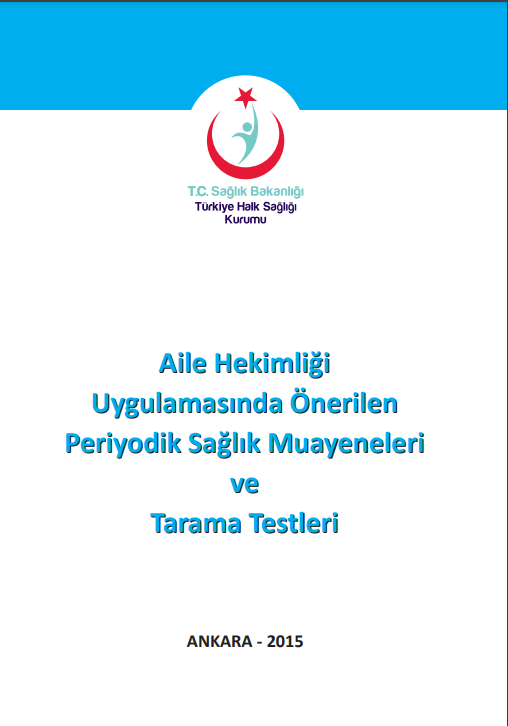 T.C. Sağlık Bakanlığı
Türkiye Halk Sağlığı
Kurumu
Aile Hekimliği
Uygulamasında Önerilen
Periyodik Sağlık Muayeneleri
ve
Tarama Testleri
ANKARA - 2015